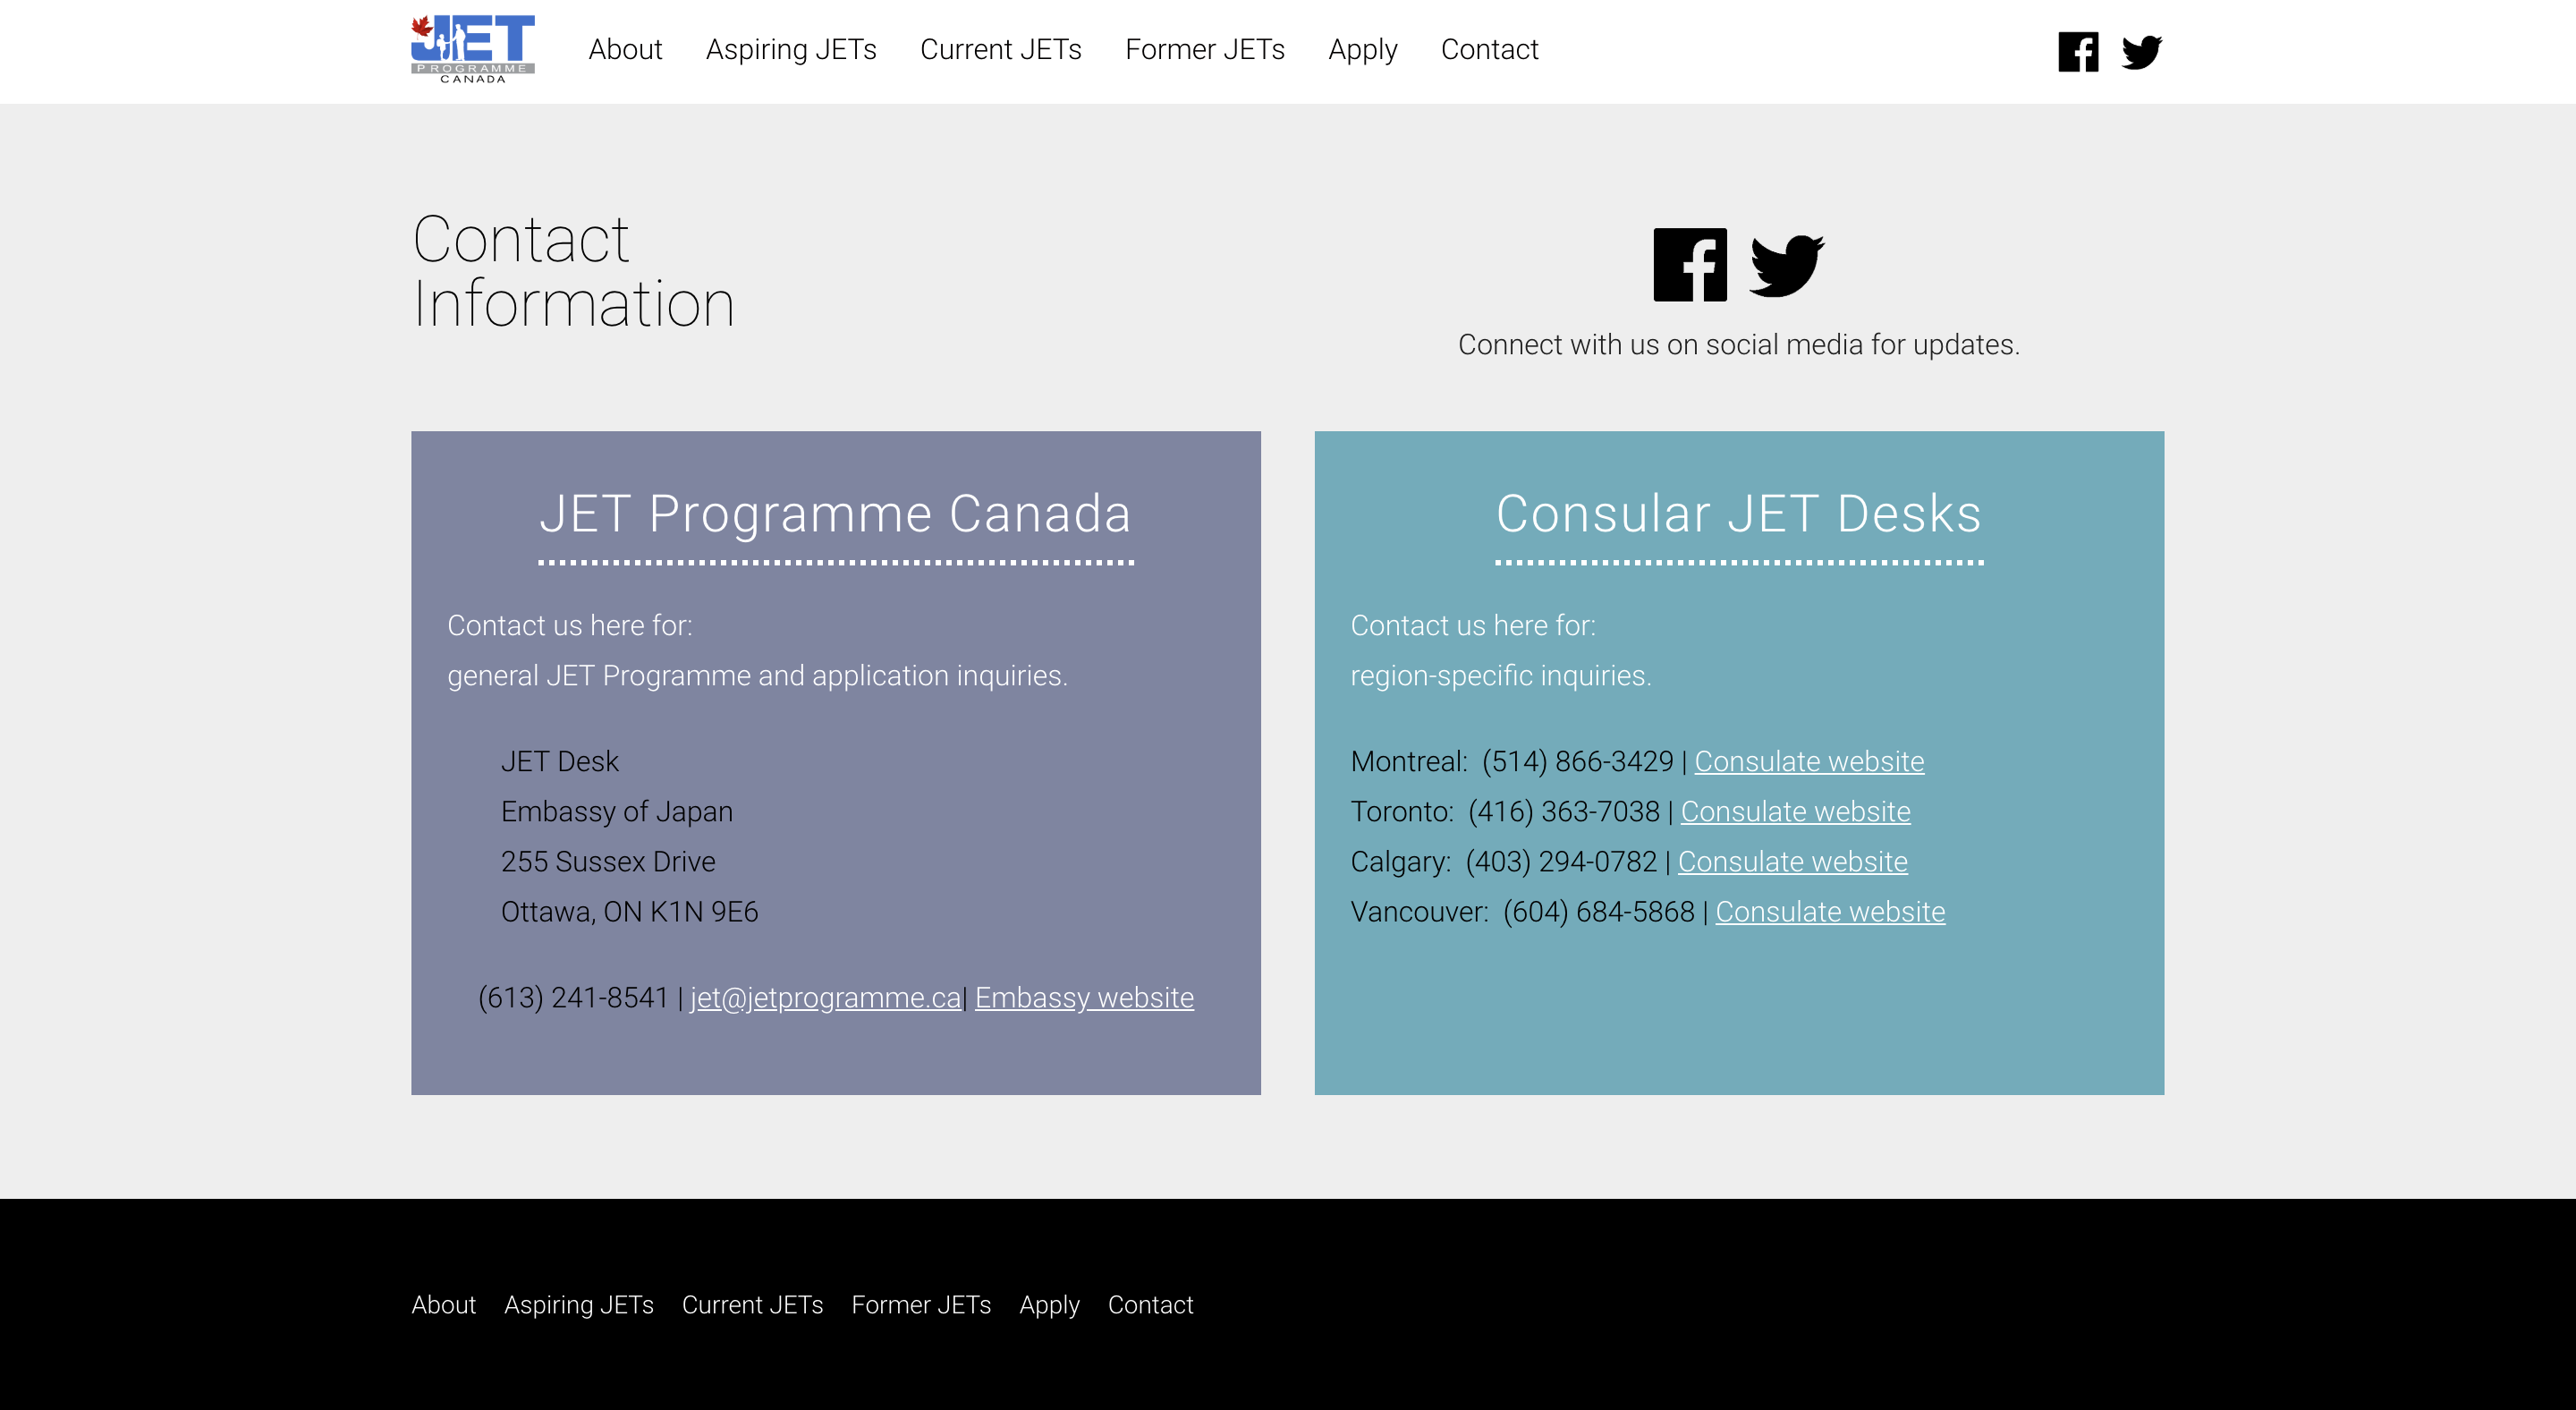 JET
PROGRAMME
CANADA
About Aspiring JETs Current JETs Former JETs Apply Contact
Contact
Information
Connect with us on social media for updates.
JET Programme Canada
Contact us here for:
general JET Programme and application inquiries.
JET Desk
Embassy of Japan
255 Sussex Drive
Ottawa, ON K1N 9E6
(613) 241-8541 | jet@jetprogramme.ca| Embassy website
Consular JET Desks
Contact us here for:
region-specific inquiries.
Montreal:  (514) 866-3429 | Consulate website
Toronto:  (416) 363-7038 | Consulate website
Calgary:  (403) 294-0782 | Consulate website
Vancouver:  (604) 684-5868 | Consulate website
About Aspiring JETs Current JETs Former JETs Apply Contact